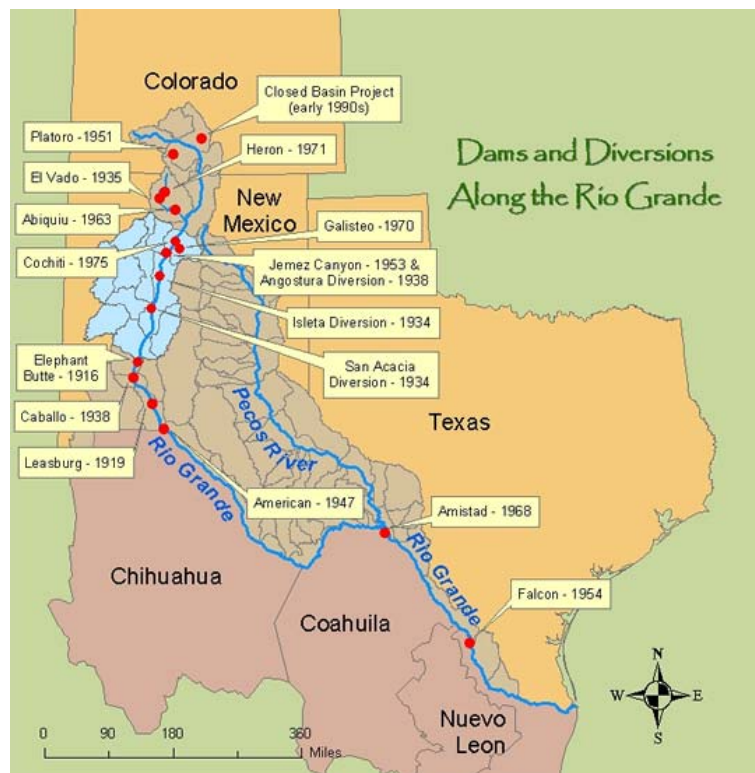 Colorado
Closed Basin Project
(early 1990s)
Platoro - 1951
Heron - 1971
Dams and Diversions
Along the Río Grande
El Vado - 1935
New
Mexico
Abiquiu - 1963
Galisteo - 1970
Cochiti - 1975
Jemez Canyon - 1953 &
Angostura Diversion - 1938
Isleta Diversion - 1934
Elephant
Butte - 1916
San Acacia
Diversion - 1934
Caballo - 1938
Texas
Pecos River
Leasburg - 1919
Río Grande
American - 1947
Amistad - 1968
Chihuahua
Río Grande
Falcon - 1954
Coahuila
N
W
E
S
Nuevo
Leon
0
90
180
360
Miles